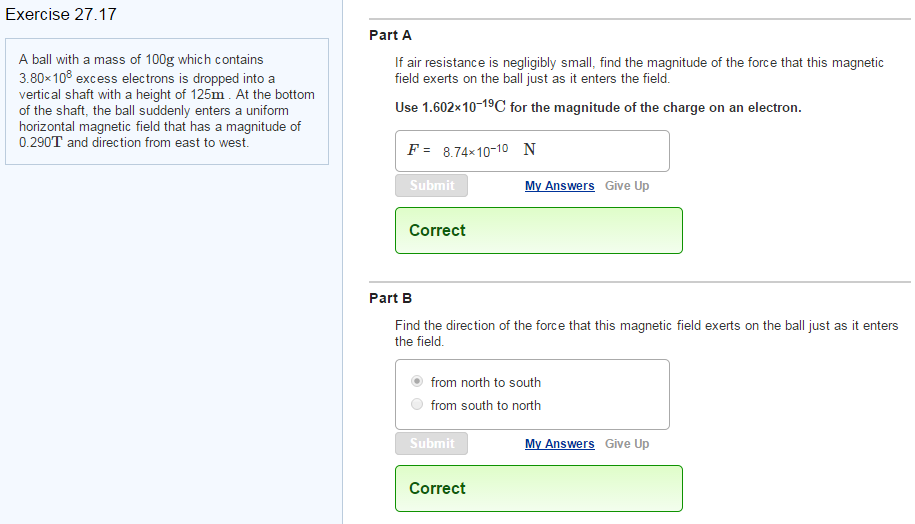 Exercise 27.17
A ball with a mass of 100g which contains
3.80×10⁸ excess electrons is dropped into a
vertical shaft with a height of 125m . At the bottom
of the shaft, the ball suddenly enters a uniform
horizontal magnetic field that has a magnitude of
0.290T and direction from east to west.
Part A
If air resistance is negligibly small, find the magnitude of the force that this magnetic
field exerts on the ball just as it enters the field.
Use 1.602×10⁻¹⁹C for the magnitude of the charge on an electron.
F = 8.74×10⁻¹⁰ N
Submit My Answers Give Up
Correct
Part B
Find the direction of the force that this magnetic field exerts on the ball just as it enters
the field.
from north to south
from south to north
Submit My Answers Give Up
Correct